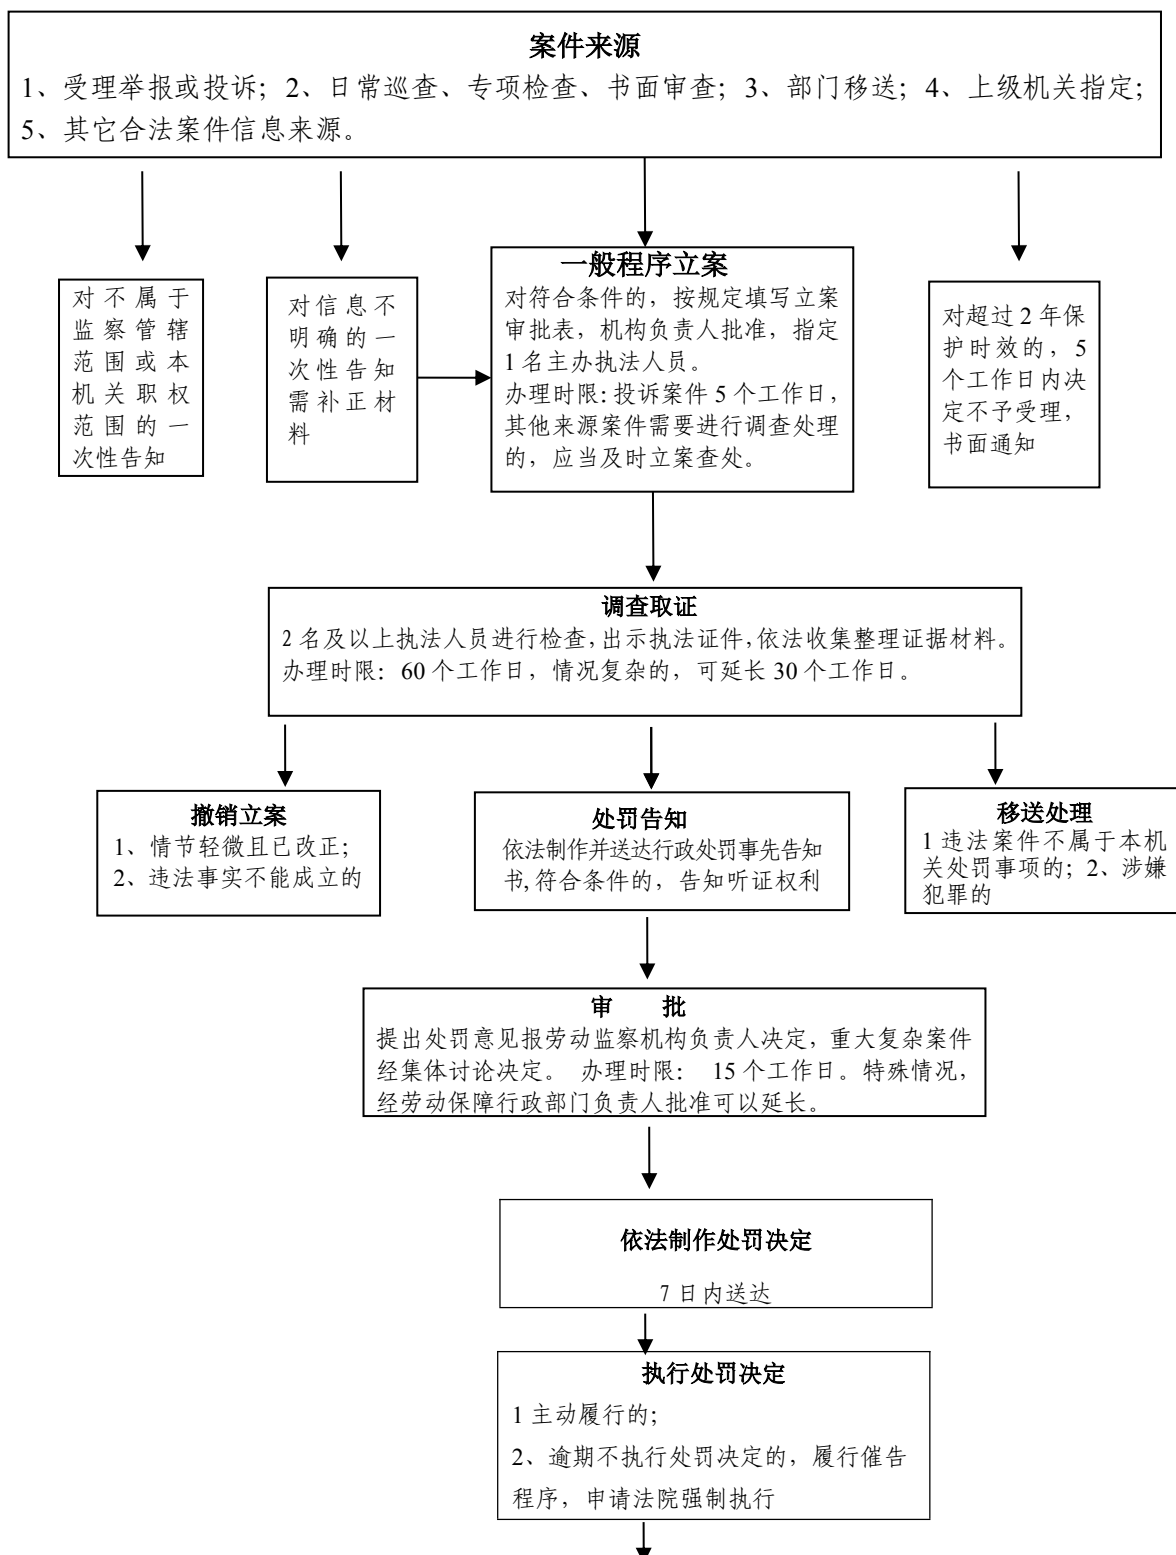 案件来源
1、受理举报或投诉；2、日常巡查、专项检查、书面审查；3、部门移送；4、上级机关指定；
5、其它合法案件信息来源。
对不属于
监察管辖
范围或本
机关职权
范围的一
次性告知
对信息不
明确的一
次性告知
需补正材
料
一般程序立案
对符合条件的，按规定填写立案
审批表，机构负责人批准，指定
1名主办执法人员。
办理时限：投诉案件 5 个工作日，
其他来源案件需要进行调查处理
的，应当及时立案查处。
对超过 2 年保
护时效的，5
个工作日内决
定不予受理，
书面通知
调查取证
2 名及以上执法人员进行检查，出示执法证件，依法收集整理证据材料。
办理时限：60 个工作日，情况复杂的，可延长 30 个工作日。
撤销立案
1、情节轻微且已改正；
2、违法事实不能成立的
处罚告知
依法制作并送达行政处罚事先告知
书,符合条件的，告知听证权利
移送处理
1 违法案件不属于本机
关处罚事项的；2、涉嫌
犯罪的
审 批
提出处罚意见报劳动监察机构负责人决定，重大复杂案件
经集体讨论决定。 办理时限： 15 个工作日。特殊情况，
经劳动保障行政部门负责人批准可以延长。
依法制作处罚决定
7 日内送达
执行处罚决定
1 主动履行的；
2、逾期不执行处罚决定的，履行催告
程序，申请法院强制执行